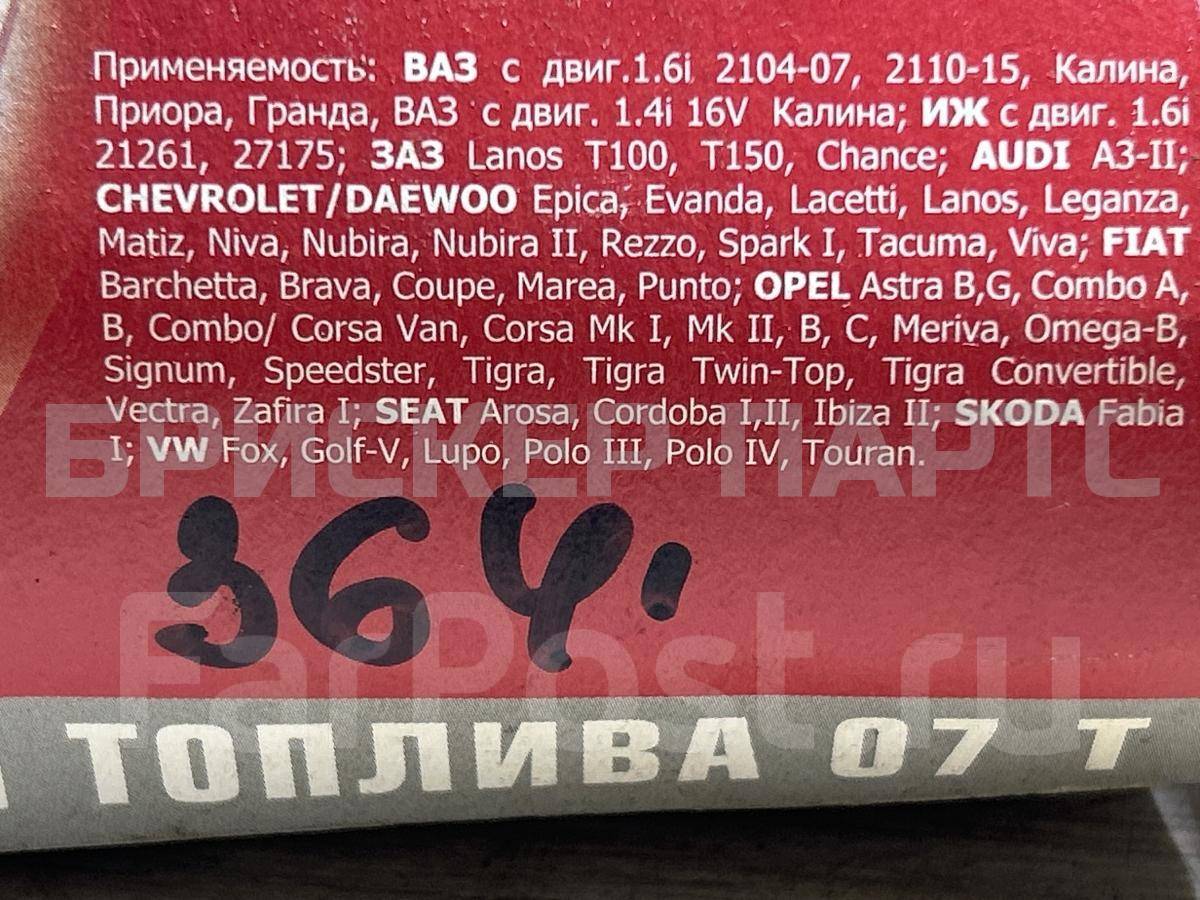 Применяемость: ВАЗ с двиг.1.6i 2104-07, 2110-15, Калина,
Приора, Гранда, ВАЗ с двиг. 1.4i 16V Калина; ИЖ с двиг. 1.6i
21261, 27175; ЗАЗ Lanos T100, T150, Chance; AUDI A3-II;
CHEVROLET/DAEWOO Epica, Evanda, Lacetti, Lanos, Leganza,
Matiz, Niva, Nubira, Nubira II, Rezzo, Spark I, Tacuma, Viva; FIAT
Barchetta, Brava, Coupe, Marea, Punto; OPEL Astra B,G, Combo A,
B, Combo/ Corsa Van, Corsa Mk I, Mk II, B, C, Meriva, Omega-B,
Signum, Speedster, Tigra, Tigra Twin-Top, Tigra Convertible,
Vectra, Zafira I; SEAT Arosa, Cordoba I,II, Ibiza II; SKODA Fabia
I; VW Fox, Golf-V, Lupo, Polo III, Polo IV, Touran.
БРИСКЕР ПАРТС
364
FarPost.ru
ТОПЛИВА 07 Т